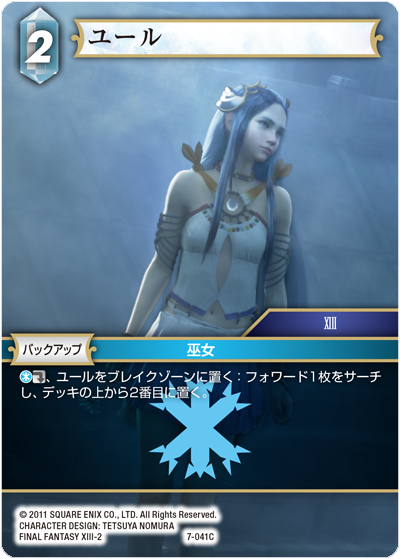 2
ユール
XIII
バックアップ
巫女
氷、ユールをブレイクゾーンに置く：フォワード1枚をサーチ
し、デッキの上から2番目に置く。
© 2011 SQUARE ENIX CO., LTD. All Rights Reserved.
CHARACTER DESIGN: TETSUYA NOMURA
FINAL FANTASY XIII-2
7-041C